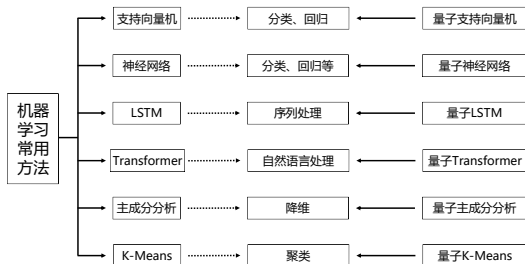 机器
学习
常用
方法
支持向量机
分类、回归
量子支持向量机
神经网络
分类、回归等
量子神经网络
LSTM
序列处理
量子LSTM
Transformer
自然语言处理
量子Transformer
主成分分析
降维
量子主成分分析
K-Means
聚类
量子K-Means